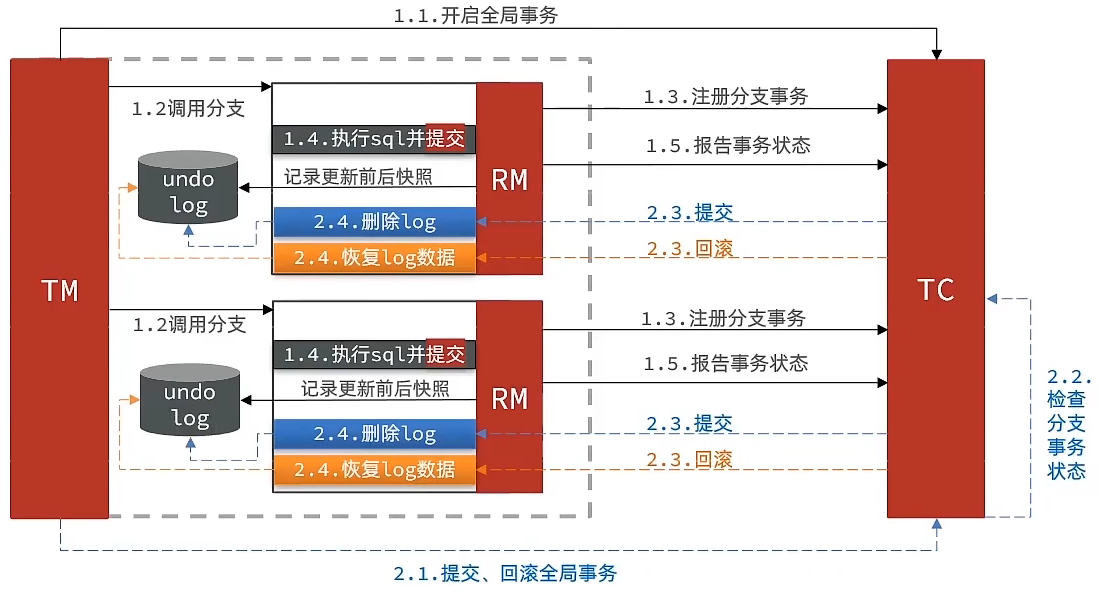 1.1.开启全局事务
TM
1.2调用分支
1.4.执行sql并提交
undo
log
记录更新前后快照
RM
2.4.删除log
2.4.恢复log数据
1.3.注册分支事务
1.5.报告事务状态
2.3.提交
2.3.回滚
1.2调用分支
1.4.执行sql并提交
undo
log
记录更新前后快照
RM
2.4.删除log
2.4.恢复log数据
1.3.注册分支事务
1.5.报告事务状态
2.3.提交
2.3.回滚
TC
2.2.
检查
分支
事务
状态
2.1.提交、回滚全局事务